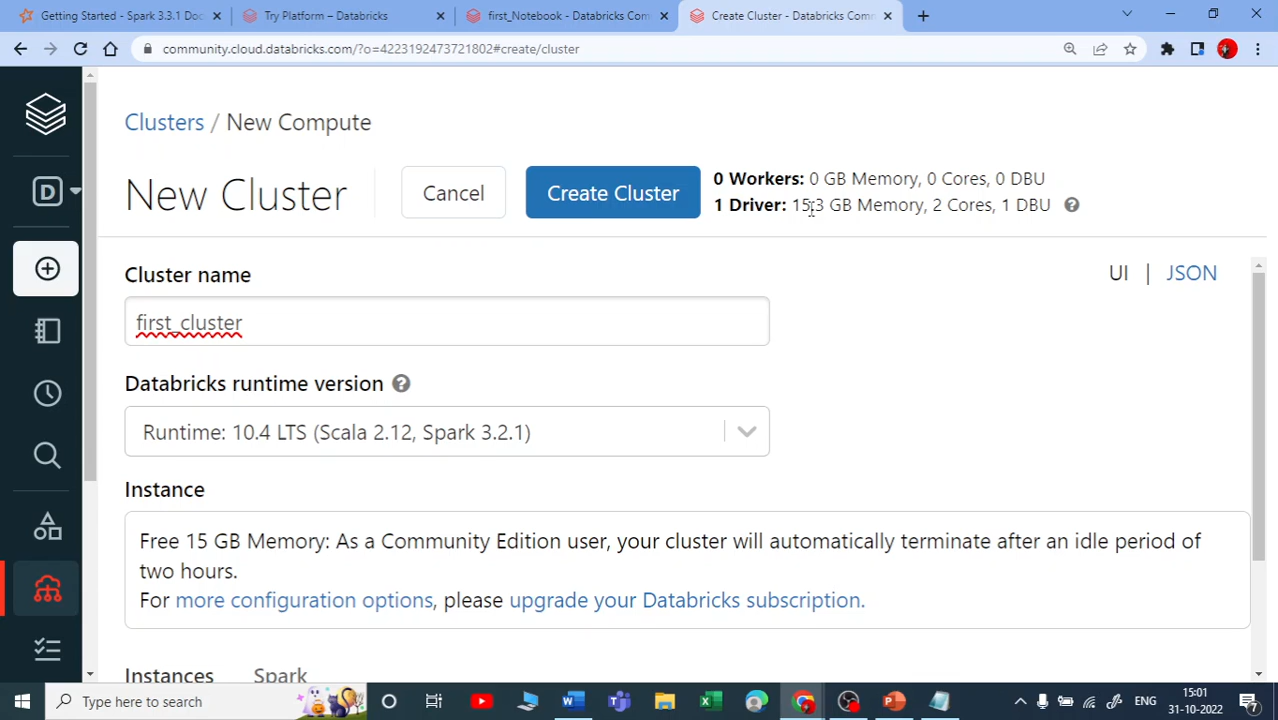 Getting Started - Spark 3.3.1 Doc
Try Platform – Databricks
first_Notebook - Databricks Com
Create Cluster - Databricks Comm
community.cloud.databricks.com/?o=4223192473721802#create/cluster
Clusters / New Compute
New Cluster
Cancel
Create Cluster
0 Workers: 0 GB Memory, 0 Cores, 0 DBU
1 Driver: 15.3 GB Memory, 2 Cores, 1 DBU
D
Cluster name
UI | JSON
first_cluster
Databricks runtime version
Runtime: 10.4 LTS (Scala 2.12, Spark 3.2.1)
Instance
Free 15 GB Memory: As a Community Edition user, your cluster will automatically terminate after an idle period of
two hours.
For more configuration options, please upgrade your Databricks subscription.
Instances
Spark
Type here to search
ENG
15:01
31-10-2022
7